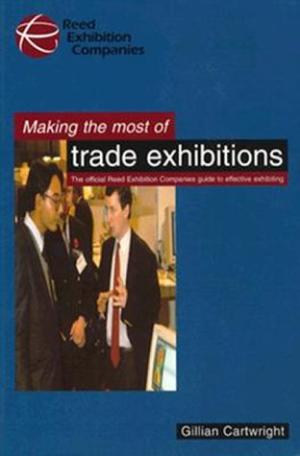 Reed
Exhibition
Companies
Making the most of
trade exhibitions
The official Reed Exhibition Companies guide to effective exhibiting
Gillian Cartwright